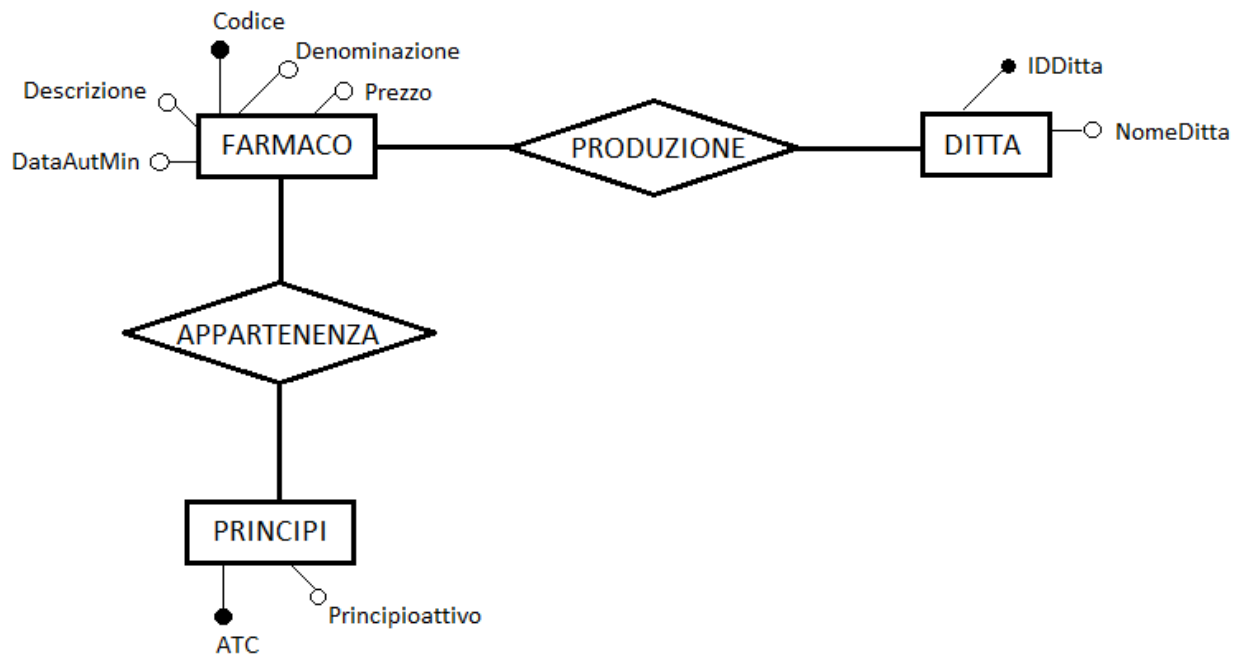 Codice
Denominazione
Descrizione
Prezzo
IDDitta
NomeDitta
DataAutMin
FARMACO
PRODUZIONE
DITTA
APPARTENENZA
PRINCIPI
Principioattivo
ATC